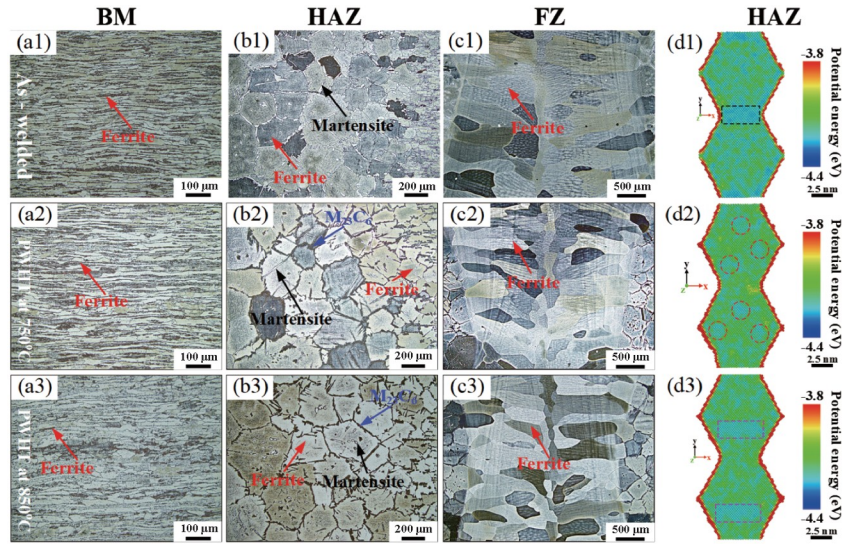 BM
HAZ
FZ
HAZ
(a1)
As - welded
Ferrite
100 μm
(b1)
Martensite
Ferrite
200 μm
(c1)
Ferrite
500 μm
(d1)
-3.8
Potential energy (eV)
-4.4
2.5 nm
y
z
x
(a2)
PWHT at 780°C
Ferrite
100 μm
(b2)
M₂₃C₆
Ferrite
Martensite
200 μm
(c2)
Ferrite
500 μm
(d2)
-3.8
Potential energy (eV)
-4.4
2.5 nm
y
z
x
(a3)
PWHT at 850°C
Ferrite
100 μm
(b3)
M₂₃C₆
Ferrite
Martensite
200 μm
(c3)
Ferrite
500 μm
(d3)
-3.8
Potential energy (eV)
-4.4
2.5 nm
y
z
x